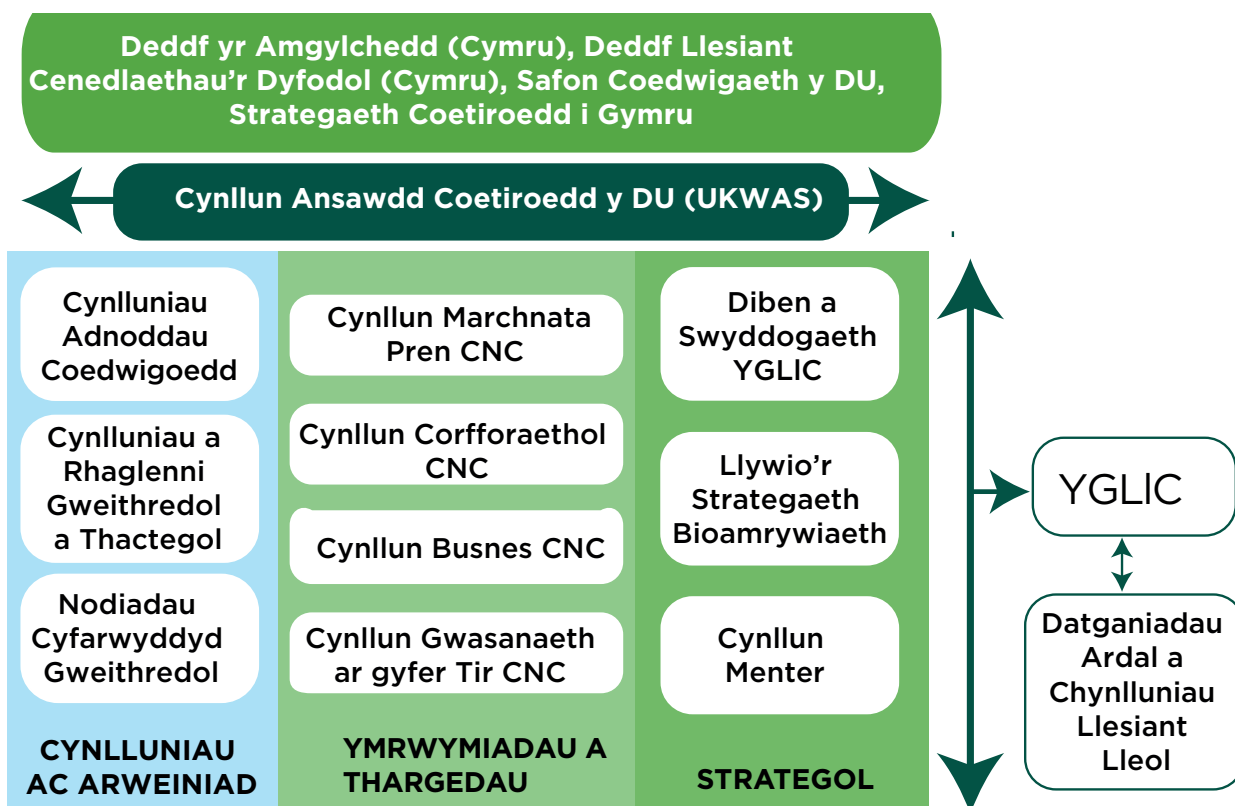 Deddf yr Amgylchedd (Cymru), Deddf Llesiant
Cenedlaethau'r Dyfodol (Cymru), Safon Coedwigaeth y DU,
Strategaeth Coetiroedd i Gymru
Cynllun Ansawdd Coetiroedd y DU (UKWAS)
Cynlluniau
Adnoddau
Coedwigoedd
Cynlluniau a
Rhaglenni
Gweithredol
a Thactegol
Nodiadau
Cyfarwyddyd
Gweithredol
CYNLLUNIAU
AC ARWEINIAD
Cynllun Marchnata
Pren CNC
Cynllun Corfforaethol
CNC
Cynllun Busnes CNC
Cynllun Gwasanaeth
ar gyfer Tir CNC
YMRWYMIADAU A
THARGEDAU
Diben a
Swyddogaeth
YGLlC
Llywio'r
Strategaeth
Bioamrywiaeth
Cynllun
Menter
STRATEGOL
YGLlC
Datganiadau
Ardal a
Chynlluniau
Llesiant
Lleol